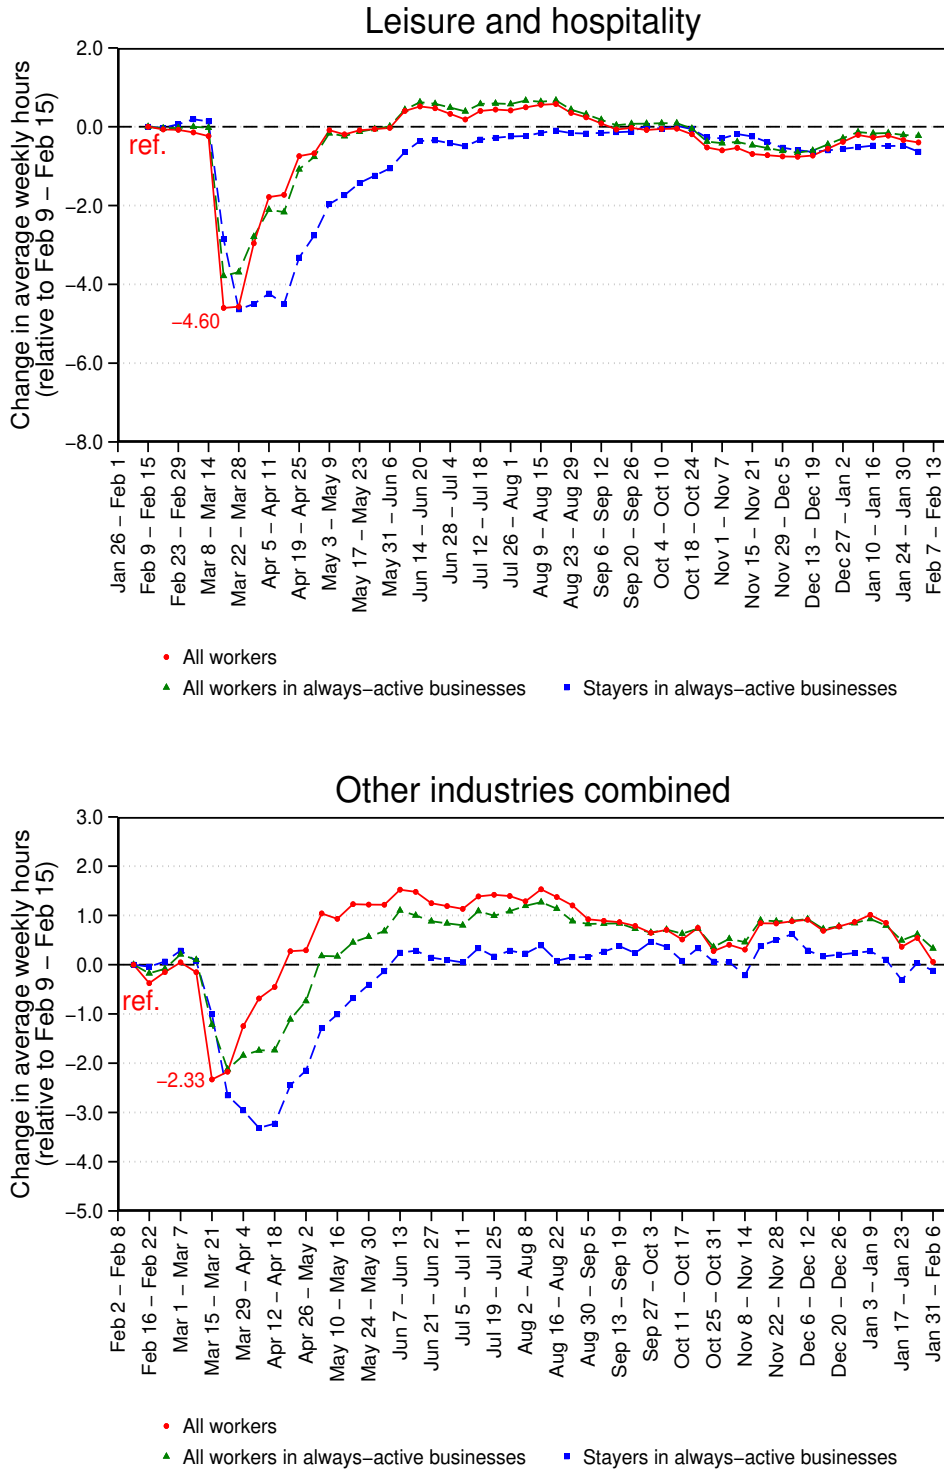 Leisure and hospitality
Change in average weekly hours
(relative to Feb 9 − Feb 15)
2.0
0.0
−2.0
−4.0
−6.0
−8.0
ref.
−4.60
Jan 26 − Feb 1
Feb 9 − Feb 15
Feb 23 − Feb 29
Mar 8 − Mar 14
Mar 22 − Mar 28
Apr 5 − Apr 11
Apr 19 − Apr 25
May 3 − May 9
May 17 − May 23
May 31 − Jun 6
Jun 14 − Jun 20
Jun 28 − Jul 4
Jul 12 − Jul 18
Jul 26 − Aug 1
Aug 9 − Aug 15
Aug 23 − Aug 29
Sep 6 − Sep 12
Sep 20 − Sep 26
Oct 4 − Oct 10
Oct 18 − Oct 24
Nov 1 − Nov 7
Nov 15 − Nov 21
Nov 29 − Dec 5
Dec 13 − Dec 19
Dec 27 − Jan 2
Jan 10 − Jan 16
Jan 24 − Jan 30
Feb 7 − Feb 13
All workers
All workers in always−active businesses
Stayers in always−active businesses
Other industries combined
Change in average weekly hours
(relative to Feb 9 − Feb 15)
3.0
2.0
1.0
0.0
−1.0
−2.0
−3.0
−4.0
−5.0
ref.
−2.33
Feb 2 − Feb 8
Feb 16 − Feb 22
Mar 1 − Mar 7
Mar 15 − Mar 21
Mar 29 − Apr 4
Apr 12 − Apr 18
Apr 26 − May 2
May 10 − May 16
May 24 − May 30
Jun 7 − Jun 13
Jun 21 − Jun 27
Jul 5 − Jul 11
Jul 19 − Jul 25
Aug 2 − Aug 8
Aug 16 − Aug 22
Aug 30 − Sep 5
Sep 13 − Sep 19
Sep 27 − Oct 3
Oct 11 − Oct 17
Oct 25 − Oct 31
Nov 8 − Nov 14
Nov 22 − Nov 28
Dec 6 − Dec 12
Dec 20 − Dec 26
Jan 3 − Jan 9
Jan 17 − Jan 23
Jan 31 − Feb 6
All workers
All workers in always−active businesses
Stayers in always−active businesses